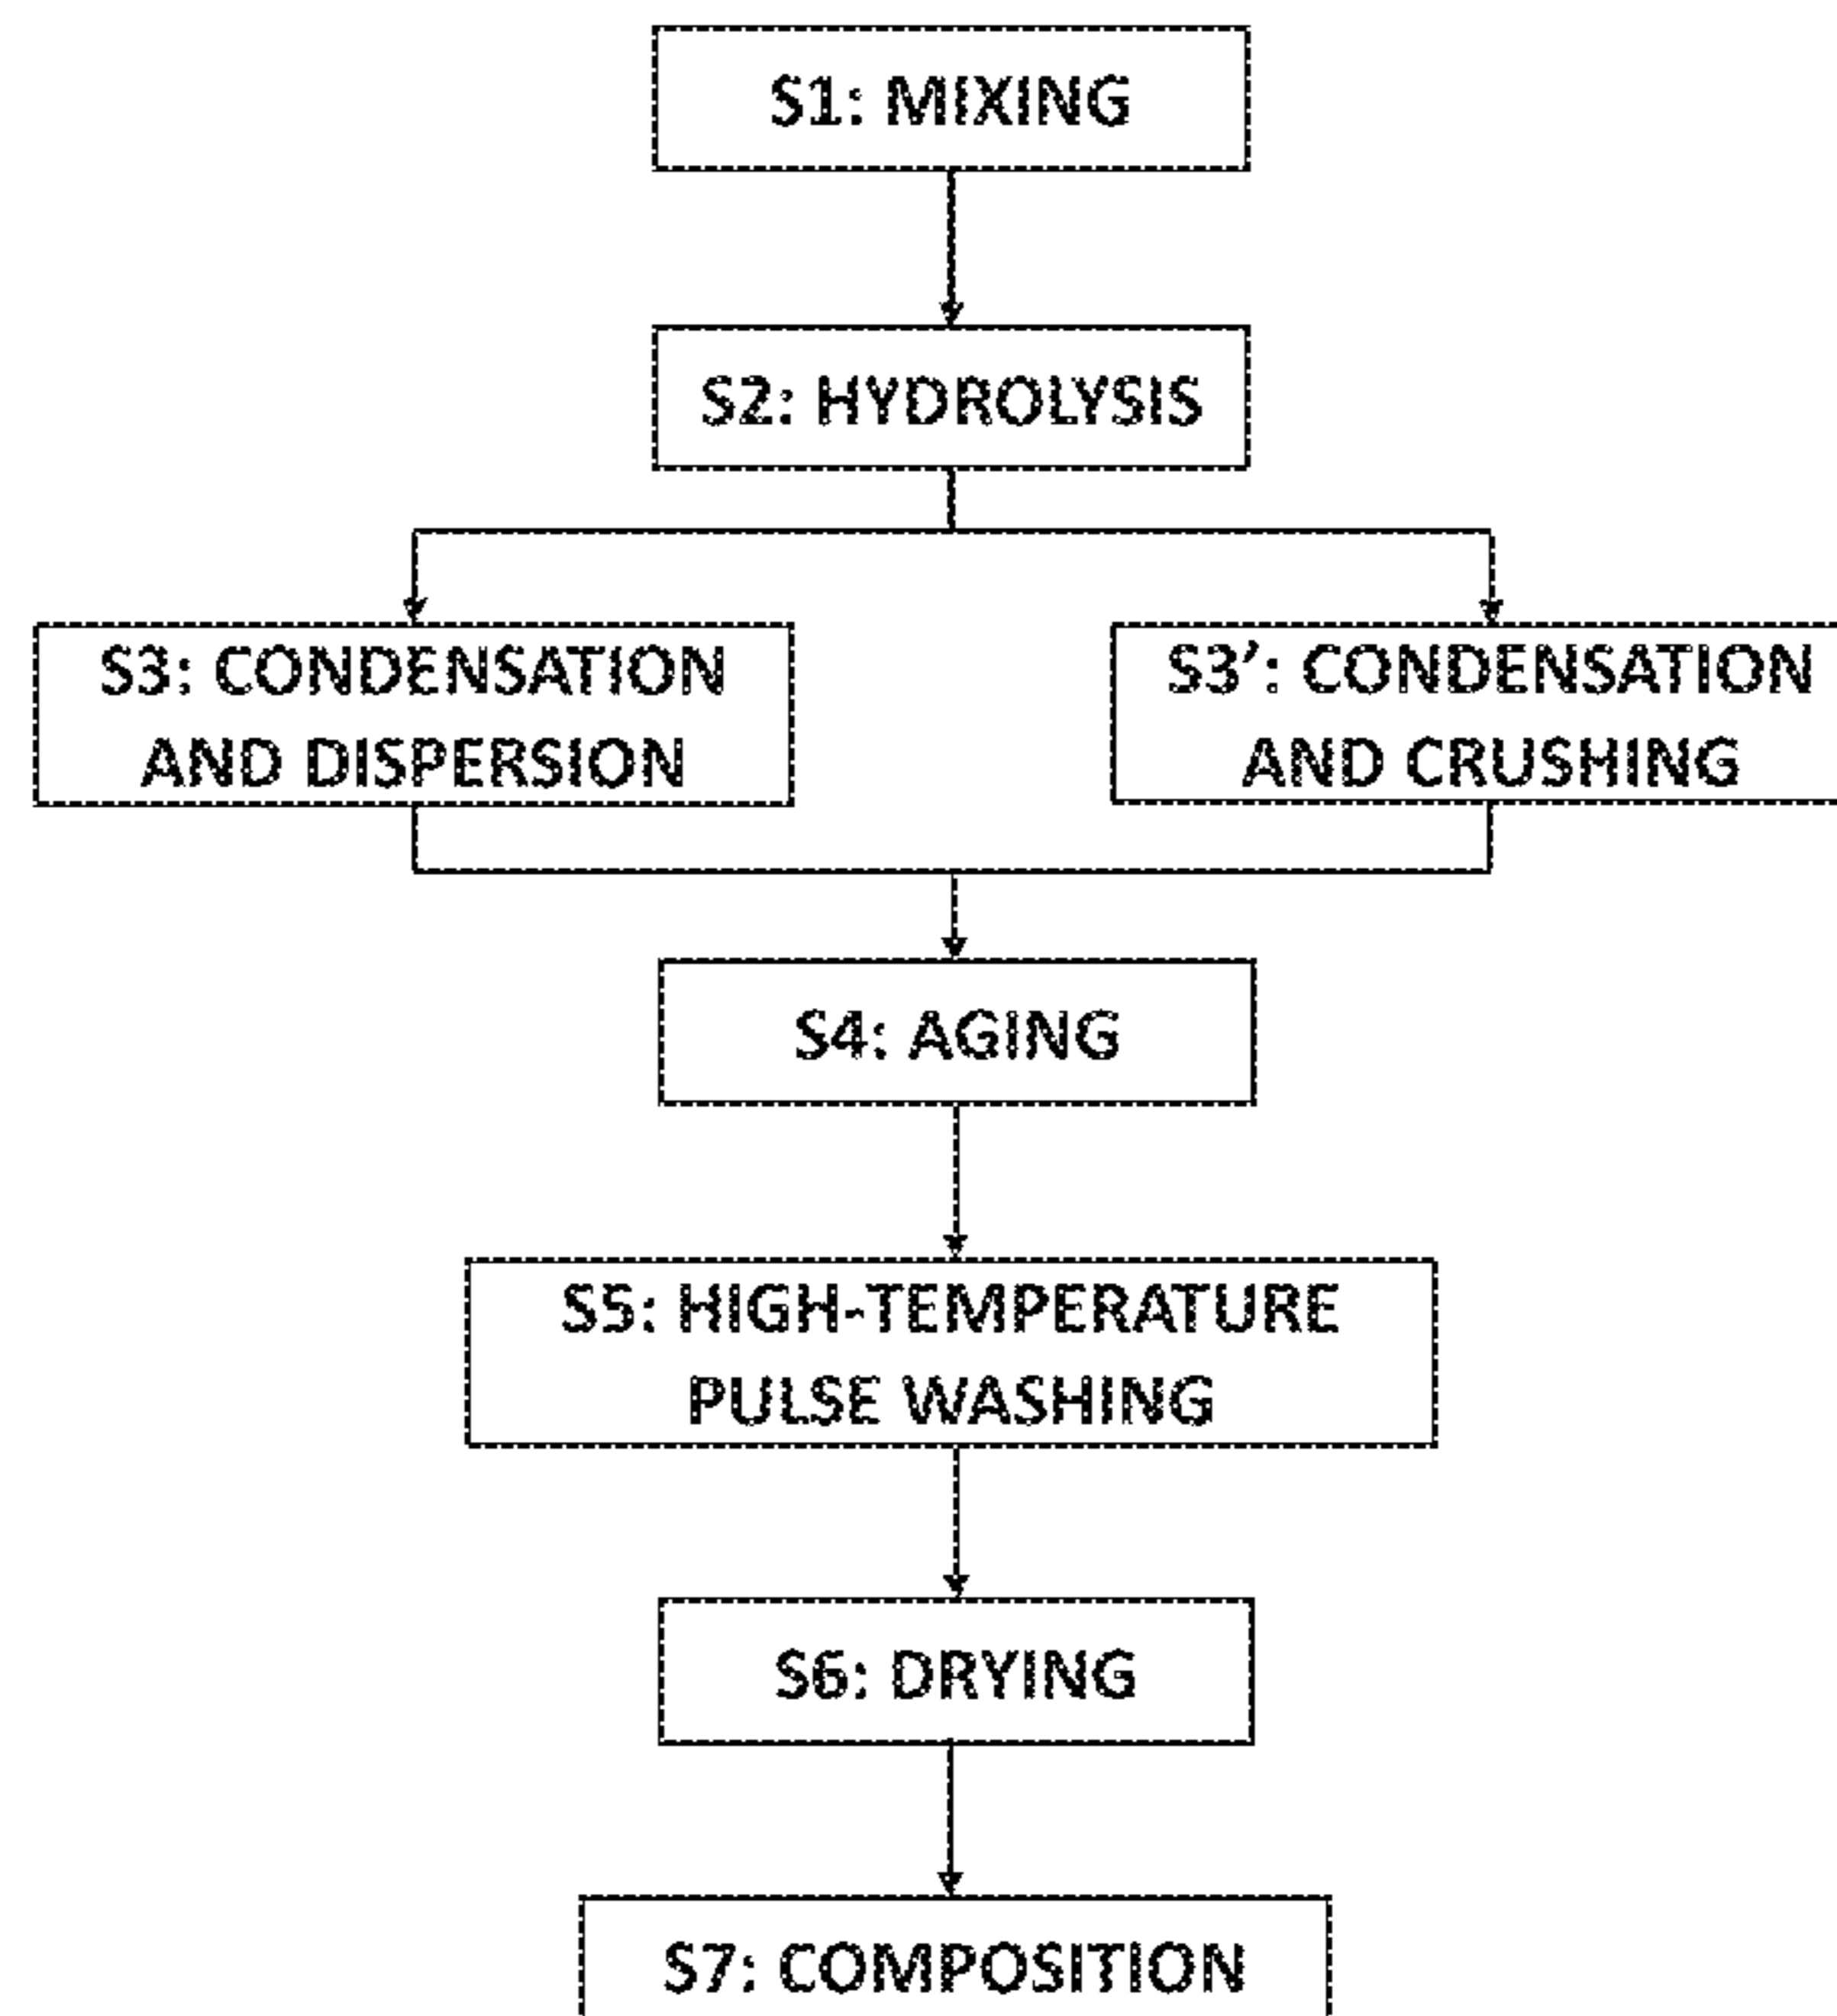 S1: MIXING
S2: HYDROLYSIS
S3: CONDENSATION
AND DISPERSION
S3’: CONDENSATION
AND CRUSHING
S4: AGING
S5: HIGH-TEMPERATURE
PULSE WASHING
S6: DRYING
S7: COMPOSITION